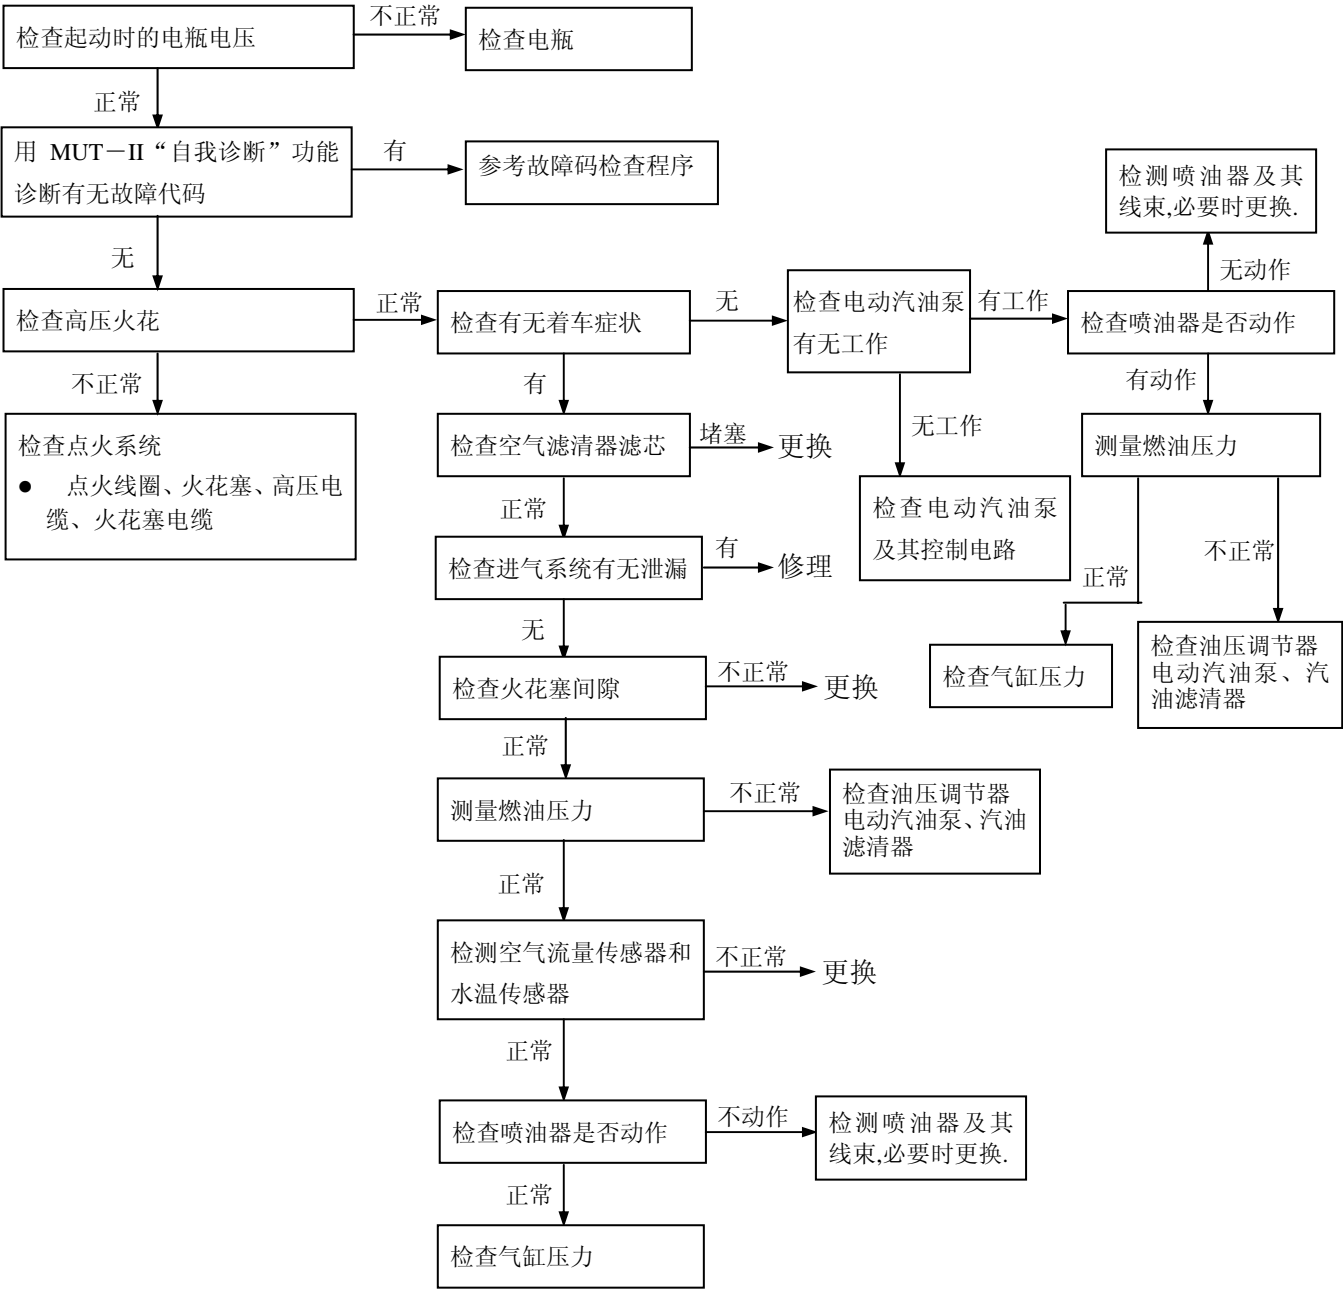 检查起动时的电瓶电压
不正常
检查电瓶
正常
用 MUT－II“自我诊断”功能
诊断有无故障代码
有
参考故障码检查程序
无
检查高压火花
正常
不正常
检查点火系统
● 点火线圈、火花塞、高压电
缆、火花塞电缆
检查有无着车症状
无
检查电动汽油泵
有无工作
有工作
检查喷油器是否动作
无动作
检测喷油器及其
线束,必要时更换.
有动作
测量燃油压力
无工作
检查电动汽油泵
及其控制电路
正常
检查气缸压力
不正常
检查油压调节器
电动汽油泵、汽
油滤清器
有
检查空气滤清器滤芯
堵塞
更换
正常
检查进气系统有无泄漏
有
修理
无
检查火花塞间隙
不正常
更换
正常
测量燃油压力
不正常
检查油压调节器
电动汽油泵、汽油
滤清器
正常
检测空气流量传感器和
水温传感器
不正常
更换
正常
检查喷油器是否动作
不动作
检测喷油器及其
线束,必要时更换.
正常
检查气缸压力